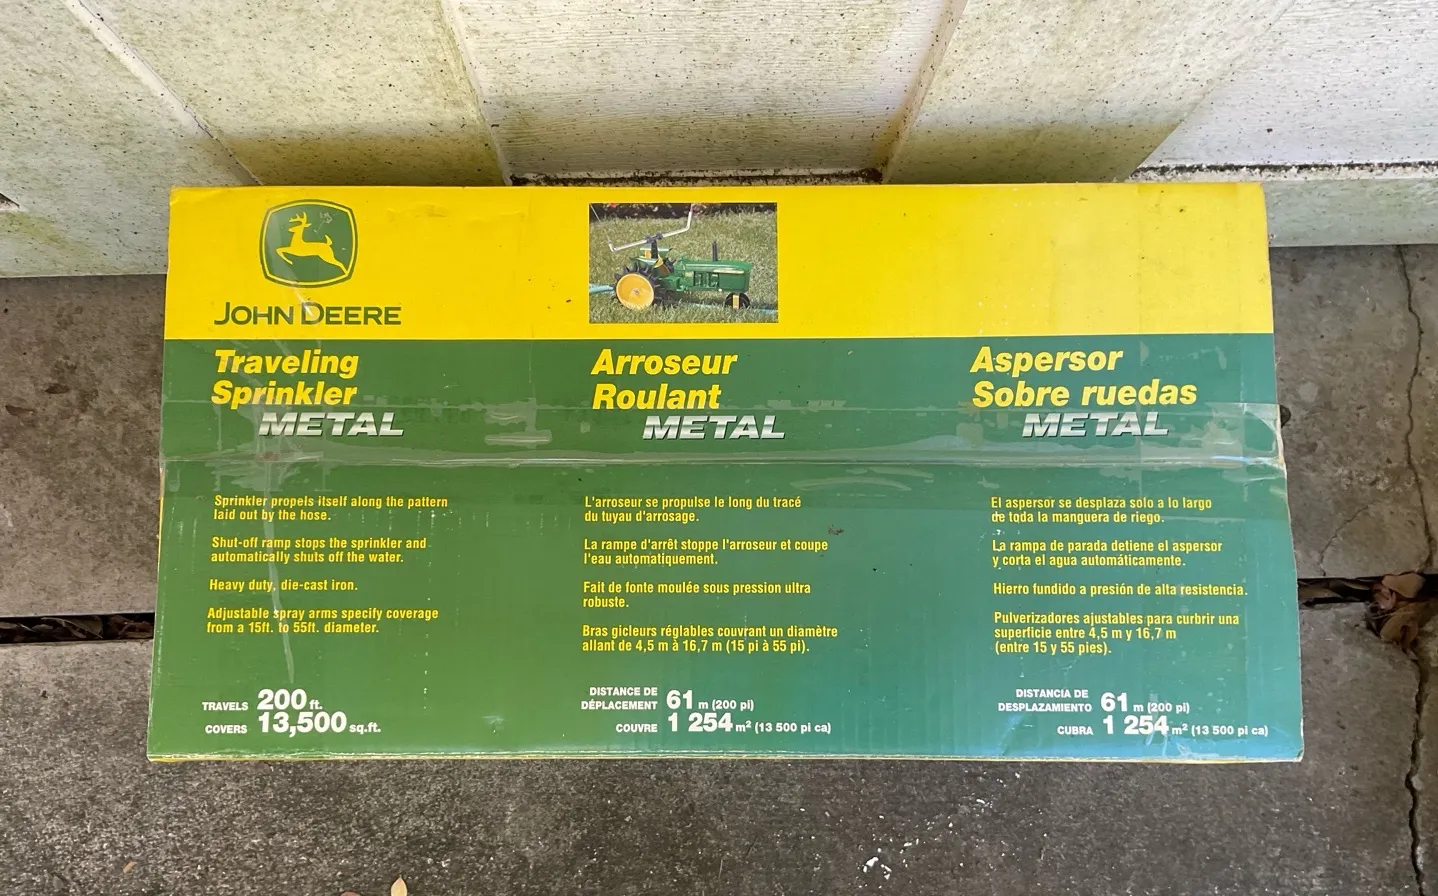 JOHN DEERE
Traveling
Sprinkler
METAL
Sprinkler propels itself along the pattern
laid out by the hose.
Shut-off ramp stops the sprinkler and
automatically shuts off the water.
Heavy duty, die-cast iron.
Adjustable spray arms specify coverage
from a 15ft. to 55ft. diameter.
TRAVELS 200 ft.
COVERS 13,500 sq.ft.
Arroseur
Roulant
METAL
L'arroseur se propulse le long du tracé
du tuyau d'arrosage.
La rampe d'arrêt stoppe l'arroseur et coupe
l'eau automatiquement.
Fait de fonte moulée sous pression ultra
robuste.
Bras gicleurs réglables couvrant un diamètre
allant de 4,5 m à 16,7 m (15 pi à 55 pi).
DISTANCE DE
DÉPLACEMENT 61 m (200 pi)
COUVRE 1 254 m² (13 500 pi ca)
Aspersor
Sobre ruedas
METAL
El aspersor se desplaza solo a lo largo
de toda la manguera de riego.
La rampa de parada detiene el aspersor
y corta el agua automáticamente.
Hierro fundido a presión de alta resistencia.
Pulverizadores ajustables para curbrir una
superficie entre 4,5 m y 16,7 m
(entre 15 y 55 pies).
DISTANCIA DE
DESPLAZAMIENTO 61 m (200 pi)
CUBRA 1 254 m² (13 500 pi ca)